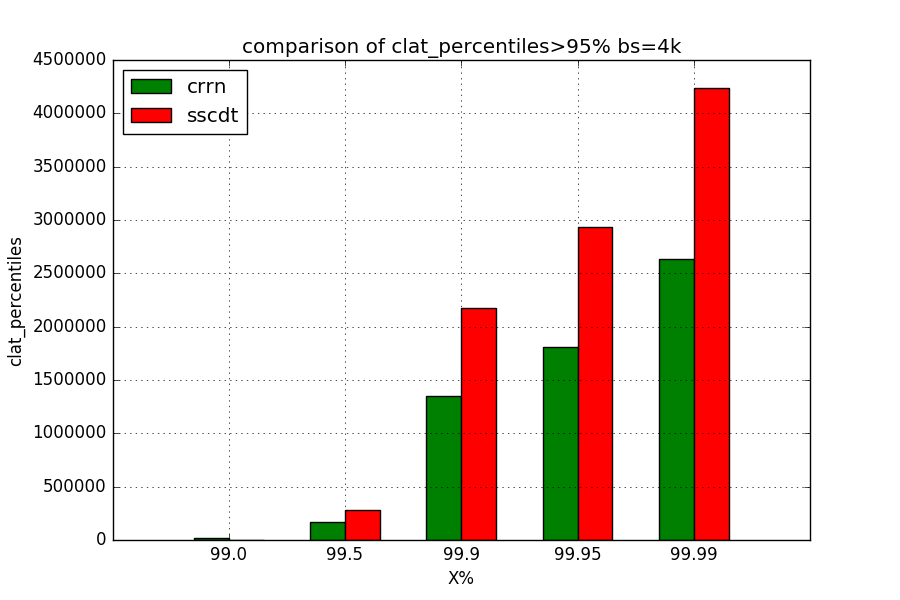 comparison of clat_percentiles>95% bs=4k
4500000
4000000
3500000
3000000
2500000
2000000
1500000
1000000
500000
0
clat_percentiles
crrn
sscdt
99.0 99.5 99.9 99.95 99.99
X%